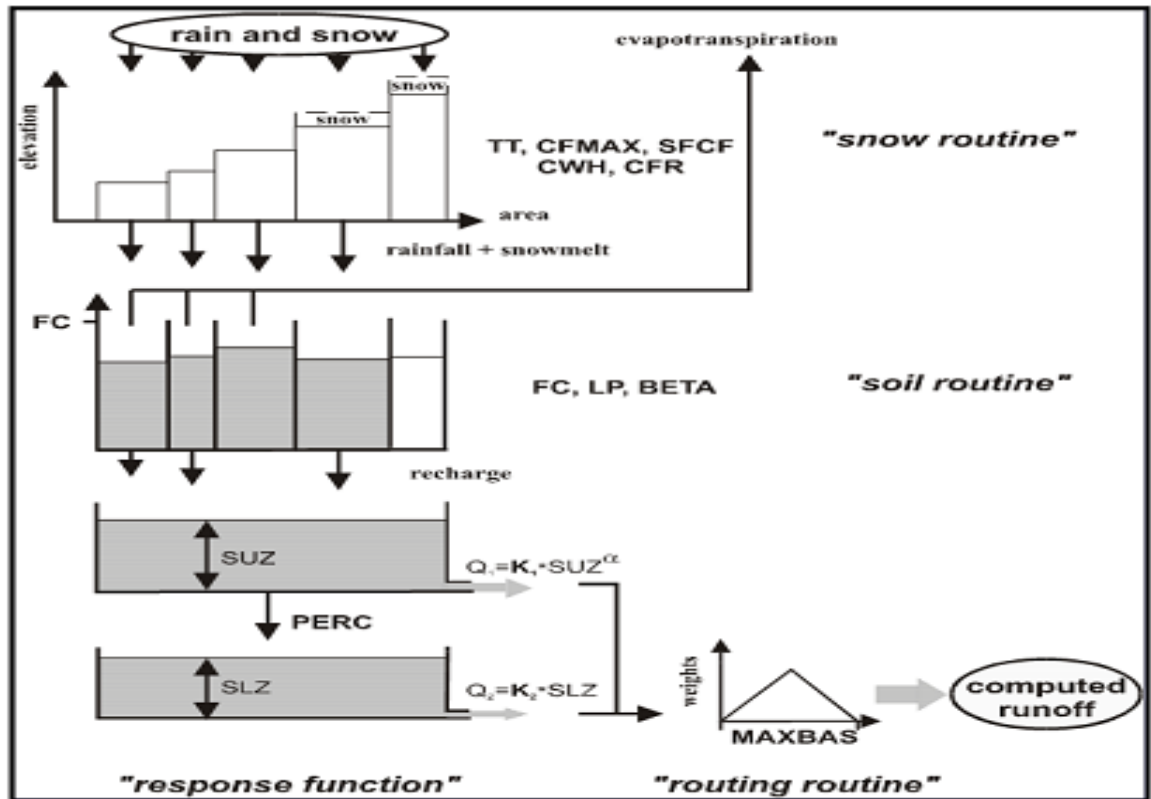 rain and snow
evapotranspiration
elevation
snow
snow
TT, CFMAX, SFCF
CWH, CFR
"snow routine"
area
rainfall + snowmelt
FC
FC, LP, BETA
"soil routine"
recharge
SUZ
Q₁=K₁·SUZ^α
PERC
SLZ
Q₂=K₂·SLZ
weights
MAXBAS
computed
runoff
"response function"
"routing routine"